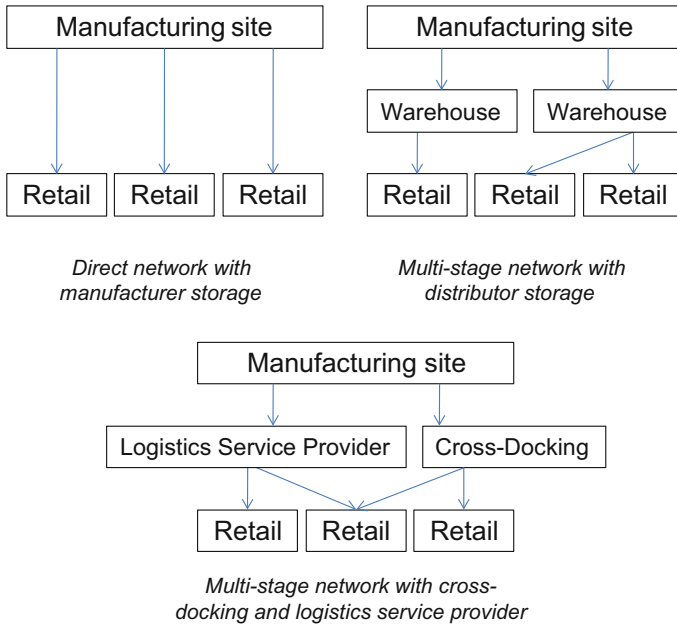 Manufacturing site
Retail
Retail
Retail
Direct network with
manufacturer storage
Manufacturing site
Warehouse
Warehouse
Retail
Retail
Retail
Multi-stage network with
distributor storage
Manufacturing site
Logistics Service Provider
Cross-Docking
Retail
Retail
Retail
Multi-stage network with cross-
docking and logistics service provider